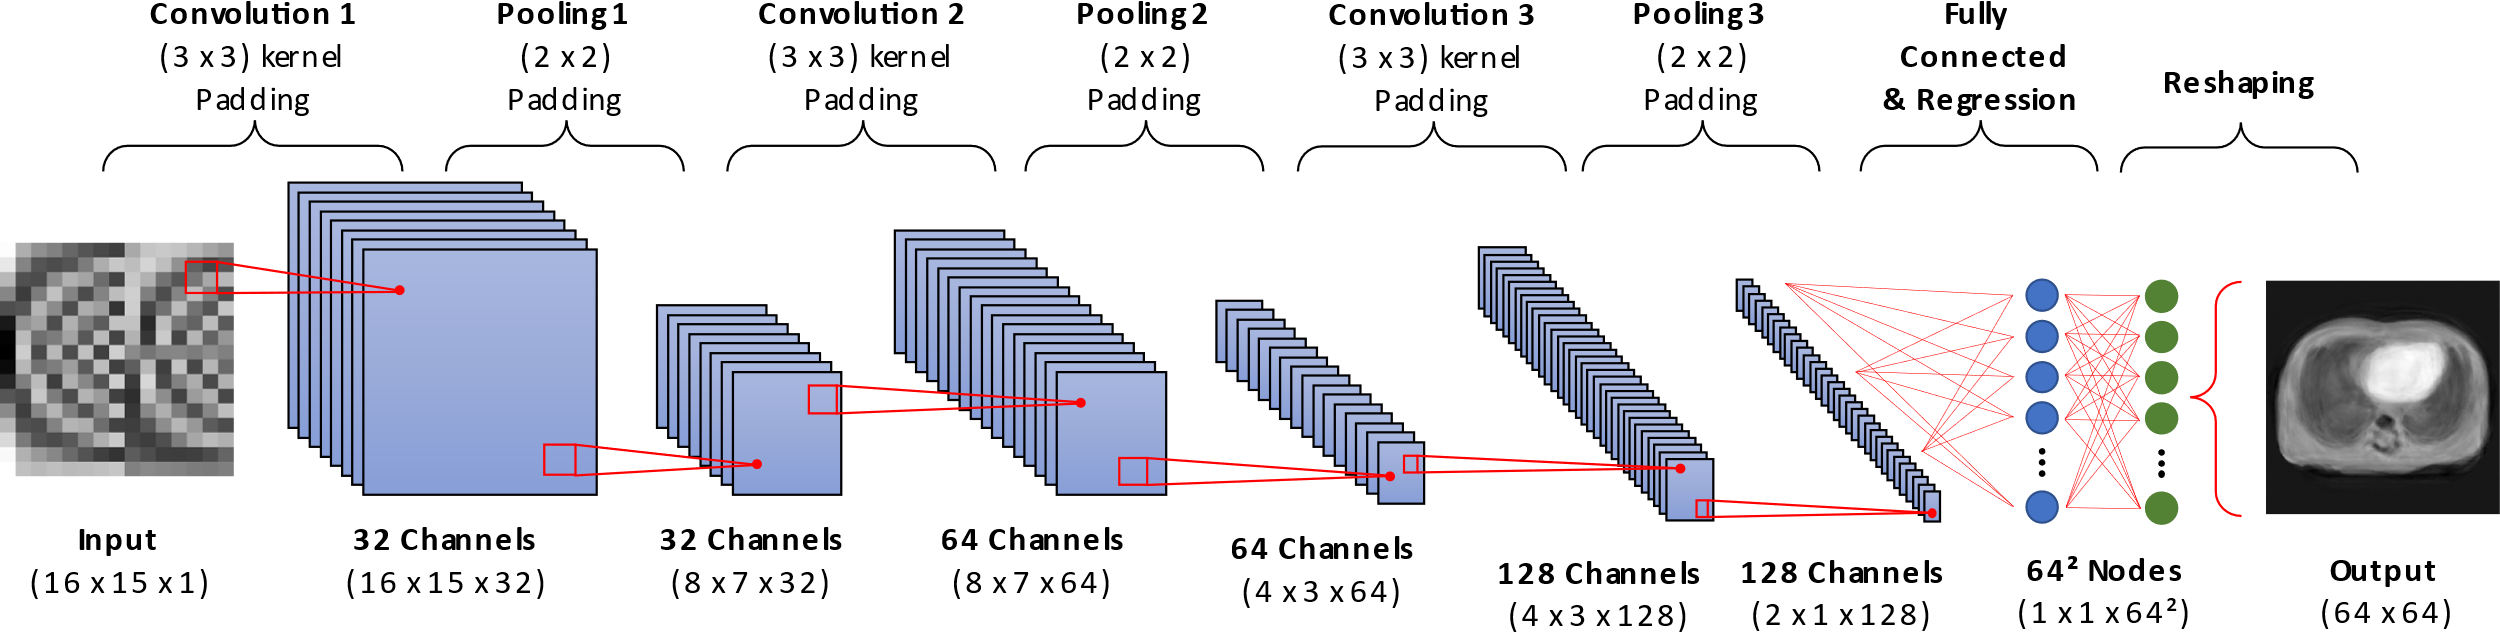 Convolution 1
(3 x 3) kernel
Padding
Pooling 1
(2 x 2)
Padding
Convolution 2
(3 x 3) kernel
Padding
Pooling 2
(2 x 2)
Padding
Convolution 3
(3 x 3) kernel
Padding
Pooling 3
(2 x 2)
Padding
Fully
Connected
& Regression
Reshaping
Input
(16 x 15 x 1)
32 Channels
(16 x 15 x 32)
32 Channels
(8 x 7 x 32)
64 Channels
(8 x 7 x 64)
64 Channels
(4 x 3 x 64)
128 Channels
(4 x 3 x 128)
128 Channels
(2 x 1 x 128)
64² Nodes
(1 x 1 x 64²)
Output
(64 x 64)